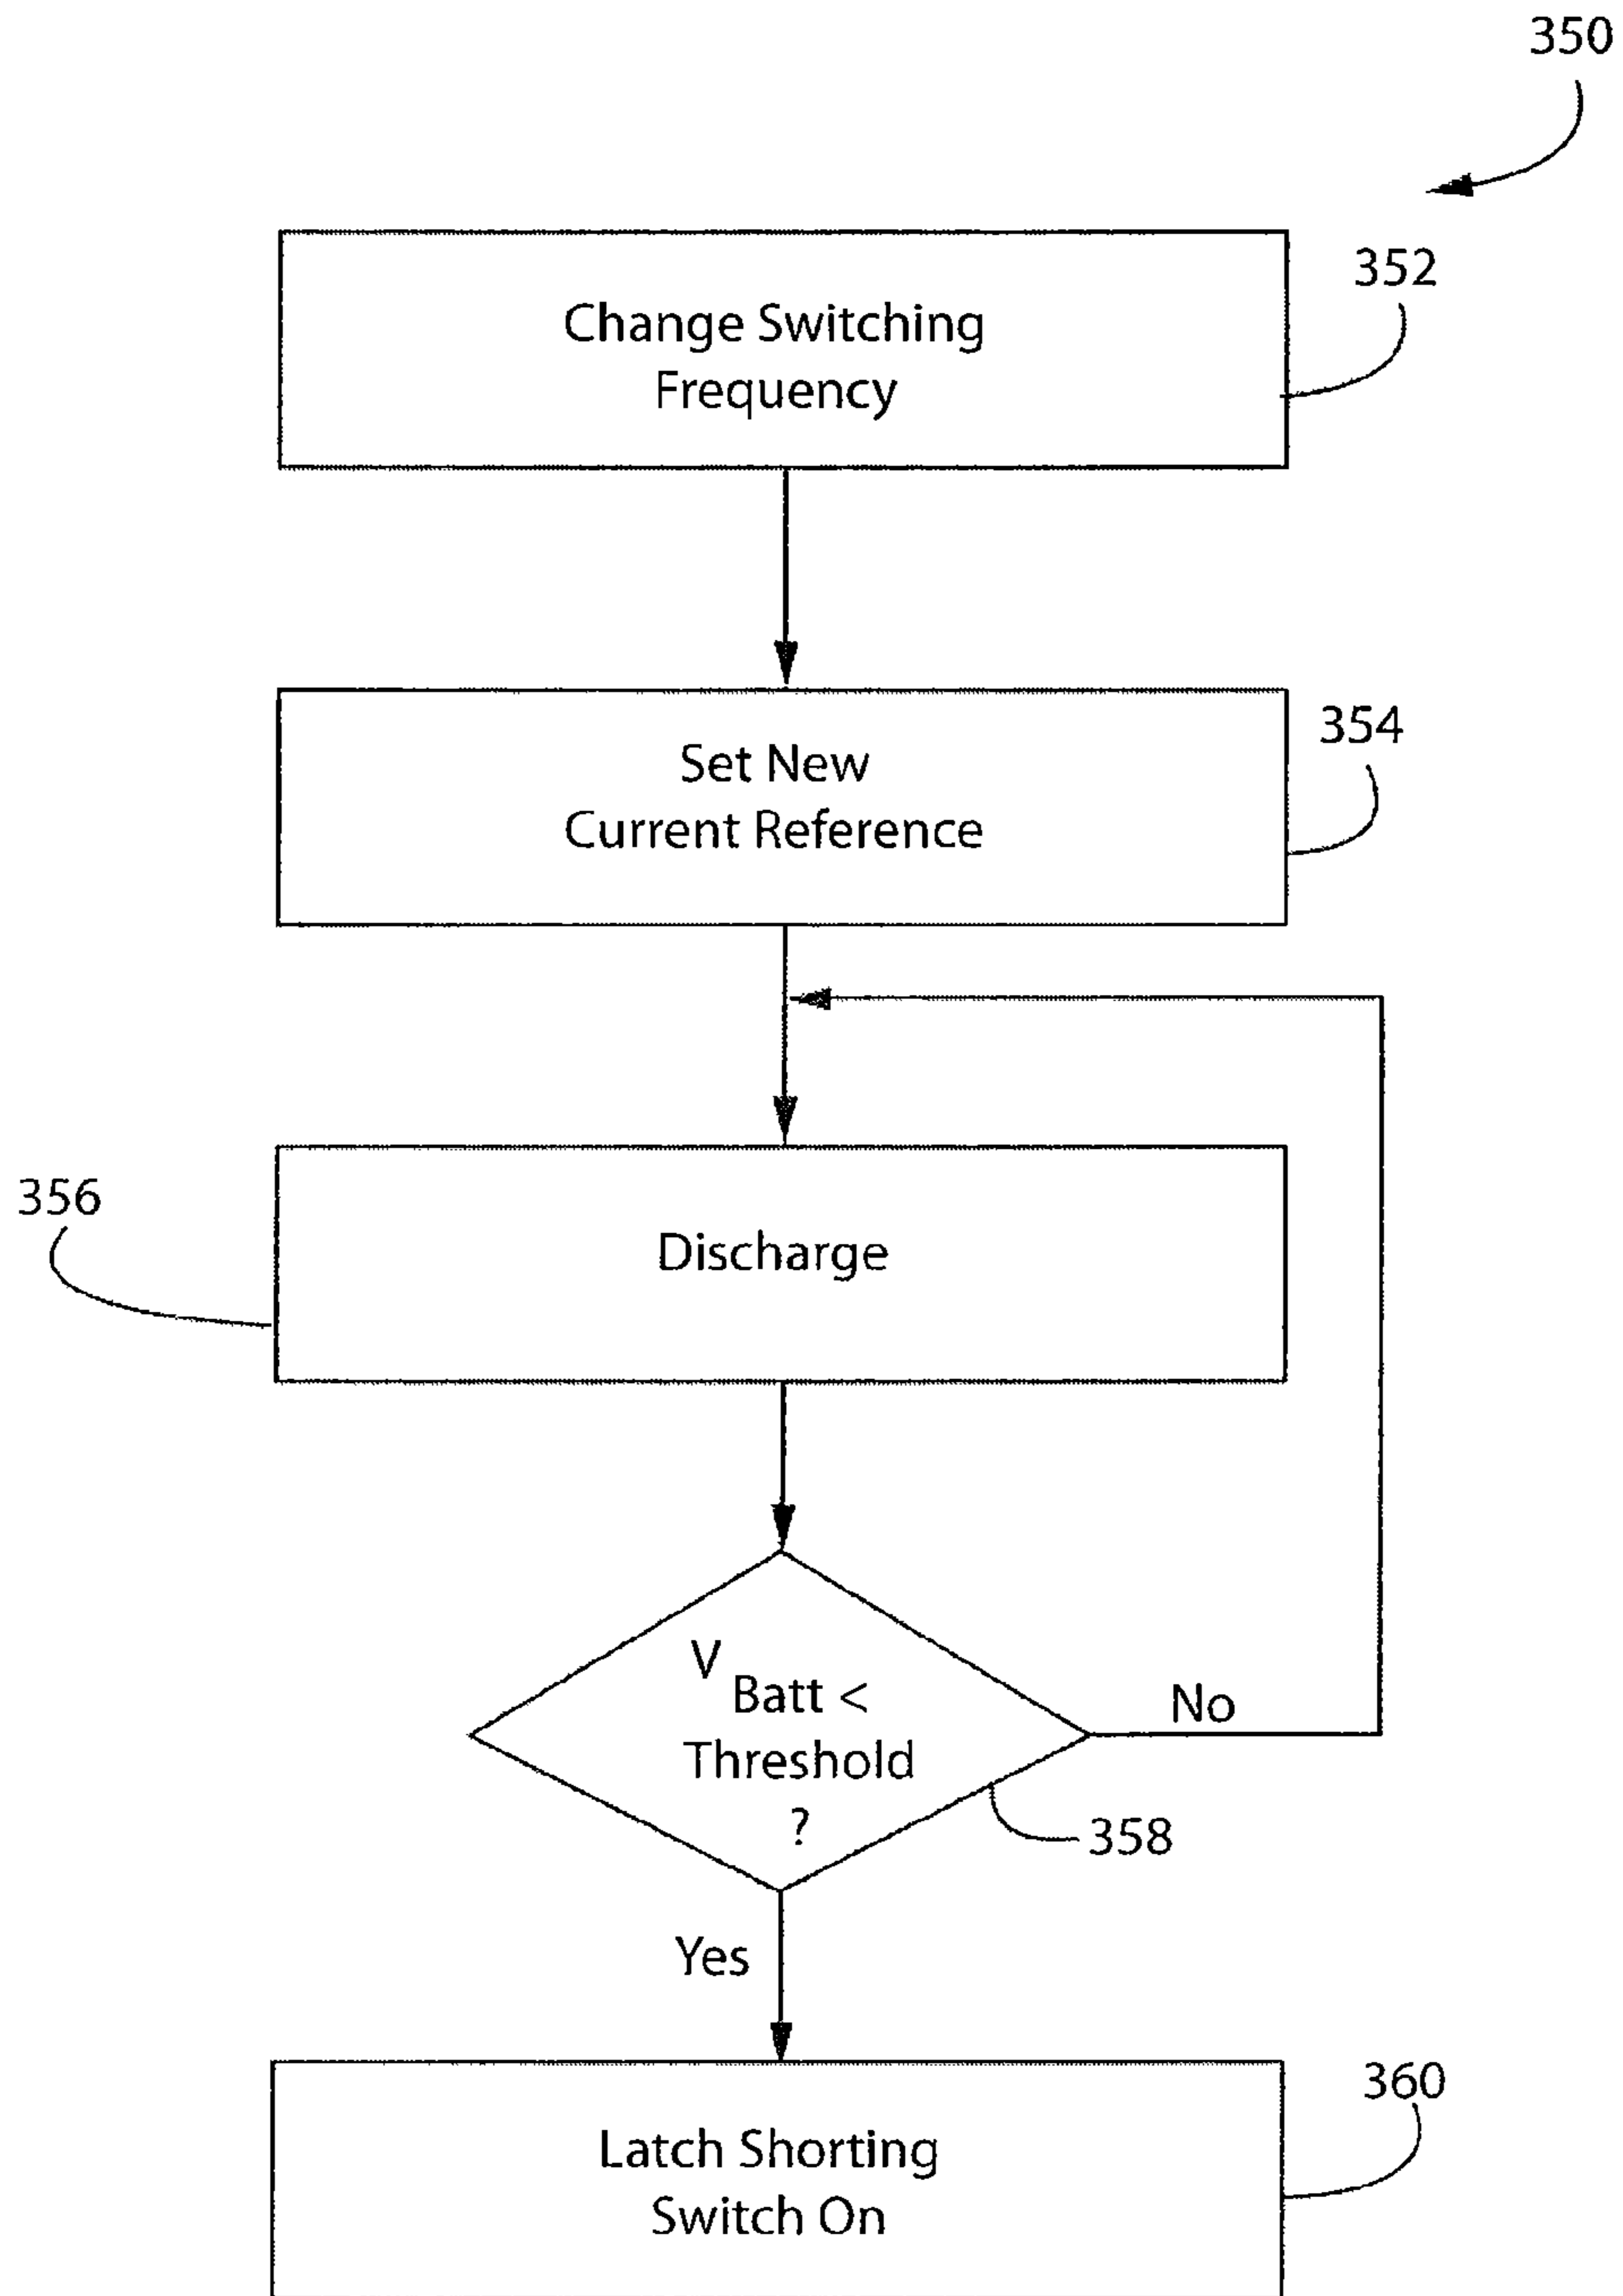 350
352
Change Switching
Frequency
354
Set New
Current Reference
356
Discharge
V
Batt <
Threshold
?
No
358
Yes
360
Latch Shorting
Switch On